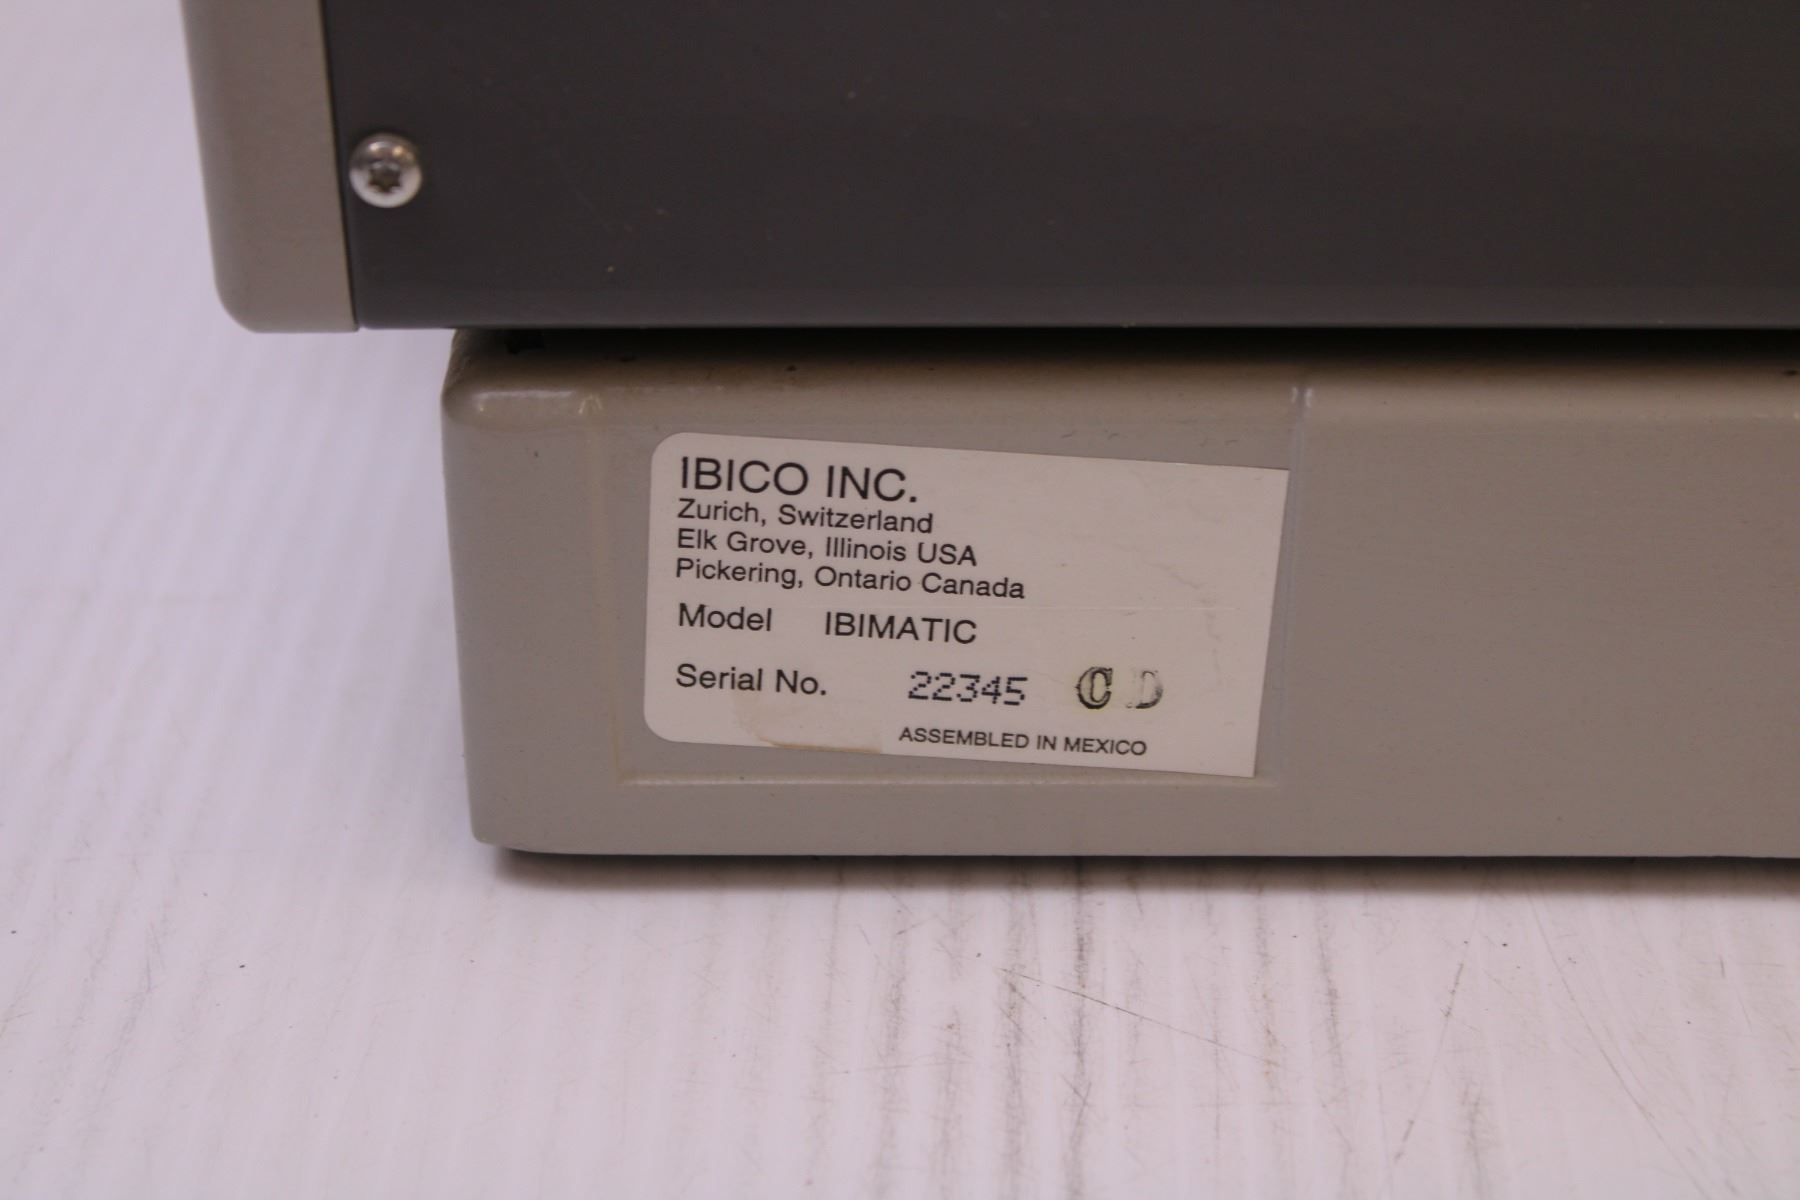 IBICO INC.
Zurich, Switzerland
Elk Grove, Illinois USA
Pickering, Ontario Canada
Model IBIMATIC
Serial No. 22345 C D
ASSEMBLED IN MEXICO